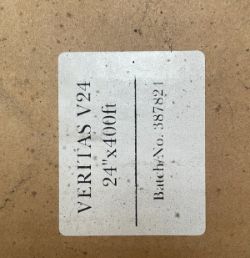 VERITAS V24
24"x400ft
Batch/No. 387821